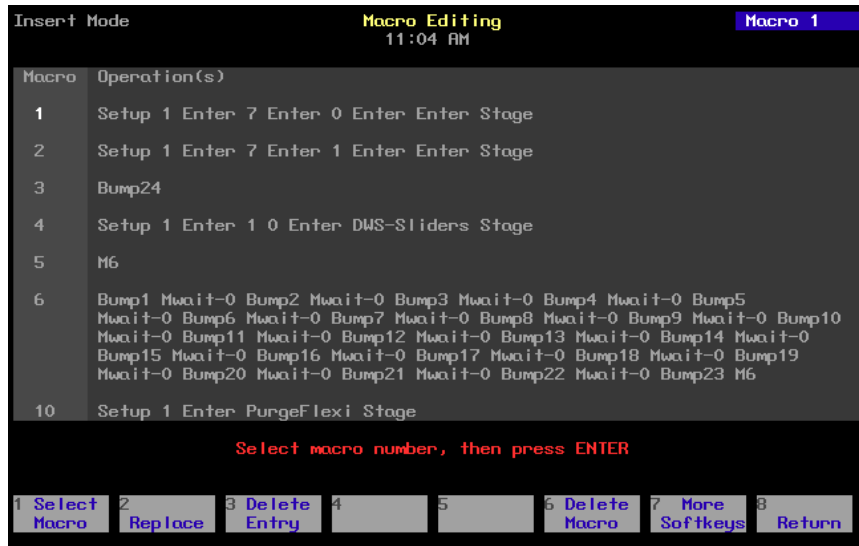 Insert Mode Macro Editing Macro 1
11:04 AM
Macro Operation(s)
1 Setup 1 Enter 7 Enter 0 Enter Enter Stage
2 Setup 1 Enter 7 Enter 1 Enter Enter Stage
3 Bump24
4 Setup 1 Enter 1 0 Enter DWS-Sliders Stage
5 M6
6 Bump1 Mwait-0 Bump2 Mwait-0 Bump3 Mwait-0 Bump4 Mwait-0 Bump5
Mwait-0 Bump6 Mwait-0 Bump7 Mwait-0 Bump8 Mwait-0 Bump9 Mwait-0 Bump10
Mwait-0 Bump11 Mwait-0 Bump12 Mwait-0 Bump13 Mwait-0 Bump14 Mwait-0
Bump15 Mwait-0 Bump16 Mwait-0 Bump17 Mwait-0 Bump18 Mwait-0 Bump19
Mwait-0 Bump20 Mwait-0 Bump21 Mwait-0 Bump22 Mwait-0 Bump23 M6
10 Setup 1 Enter PurgeFlexi Stage
Select macro number, then press ENTER
1 Select 2 3 Delete 4 5 6 Delete 7 More 8
Macro Replace Entry Macro Softkeys Return